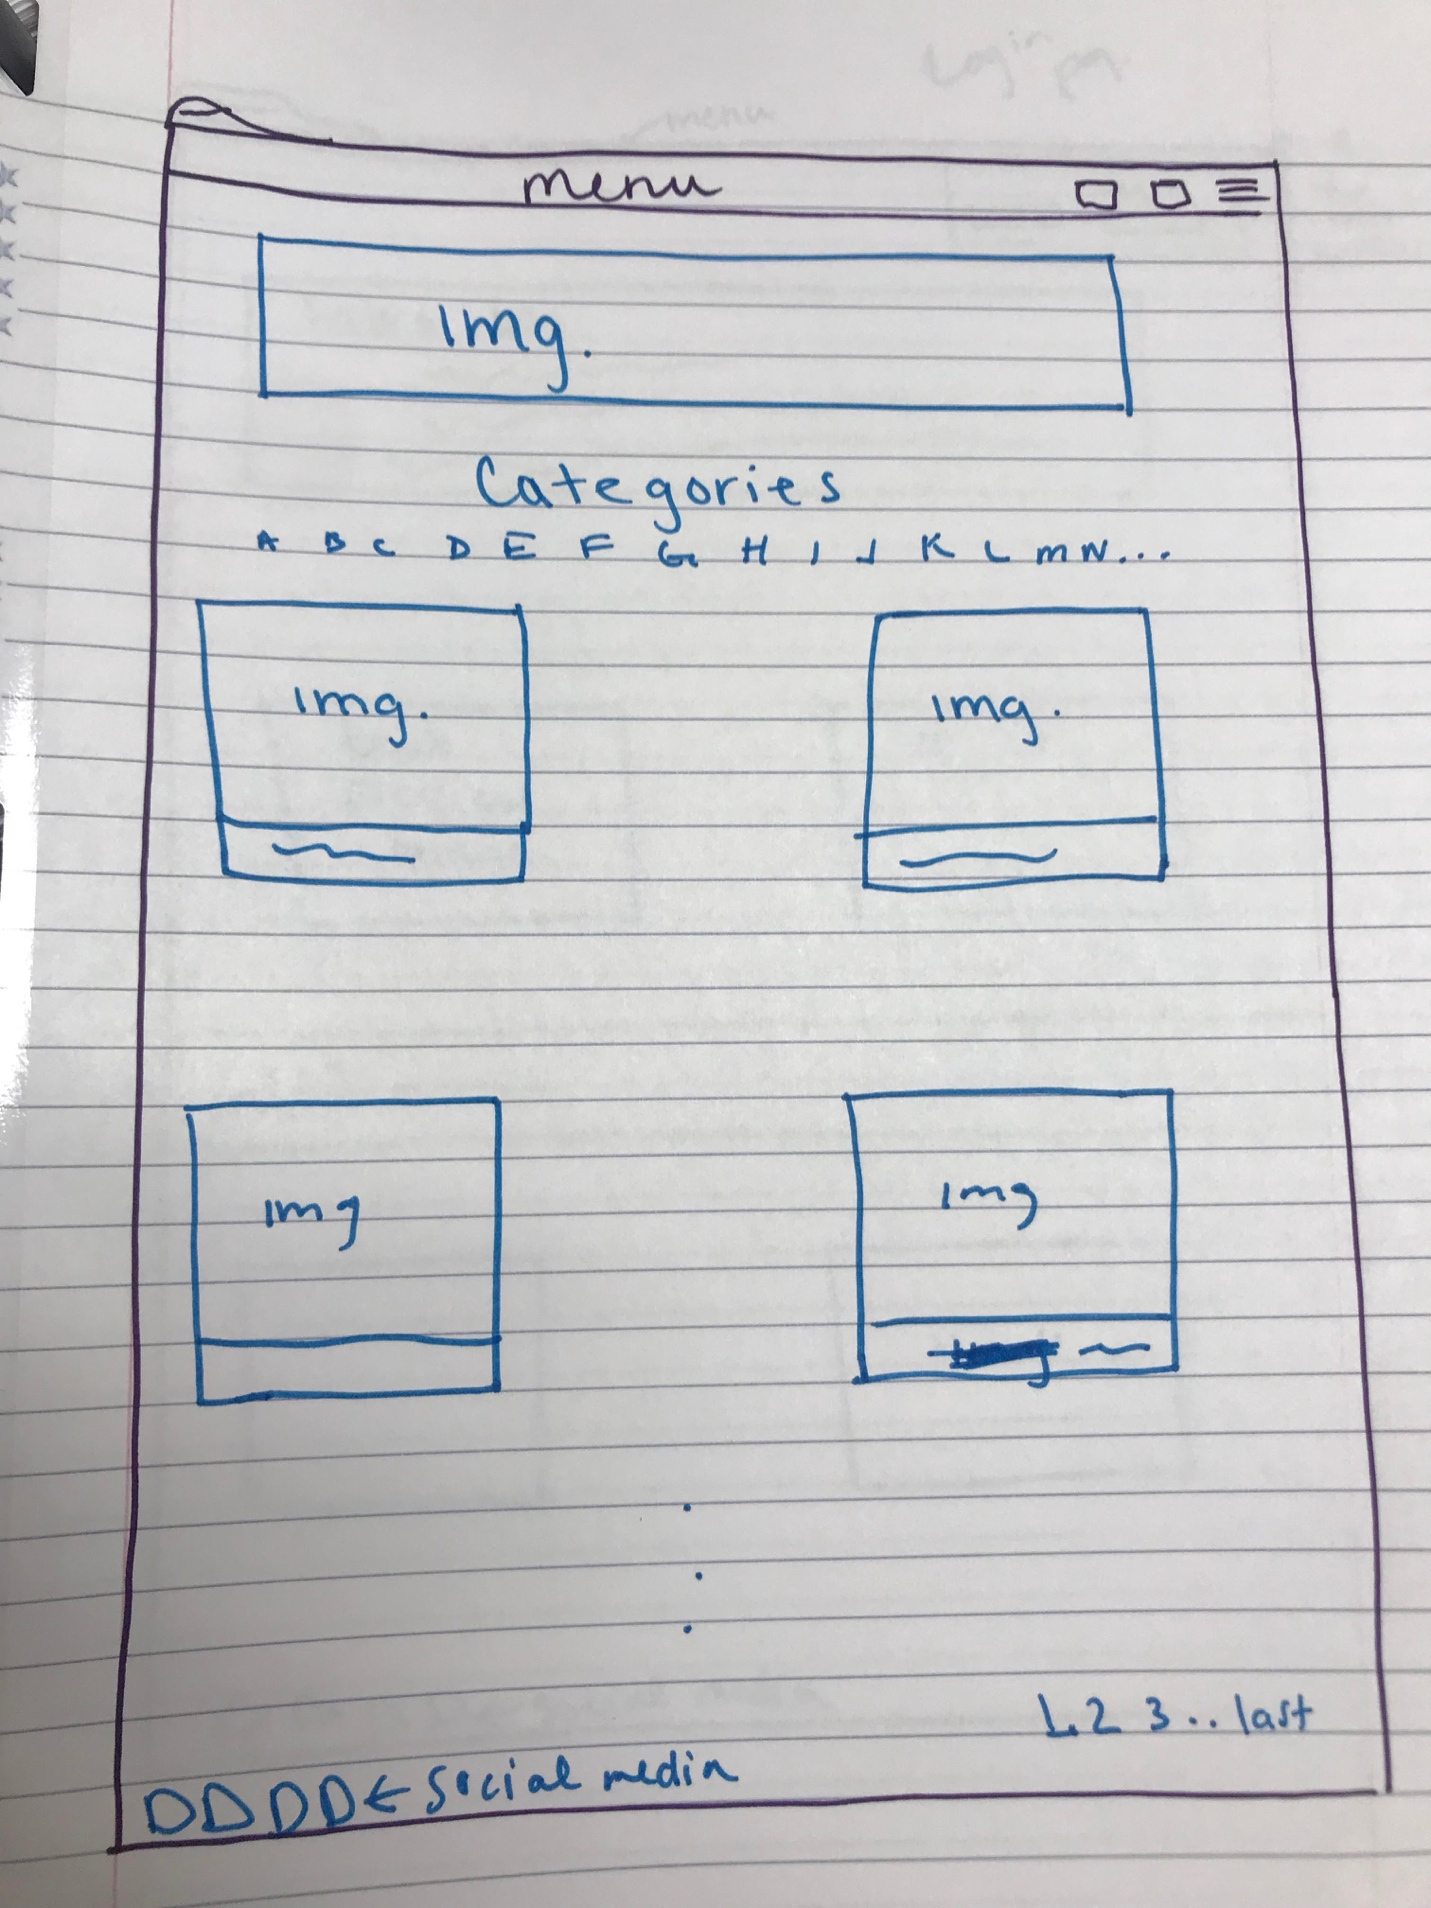 menu
Img.
Categories
A B C D E F G H I J K L M N...
Img.
Img.
Img
Img
1. 2 3 .. last
← Social media